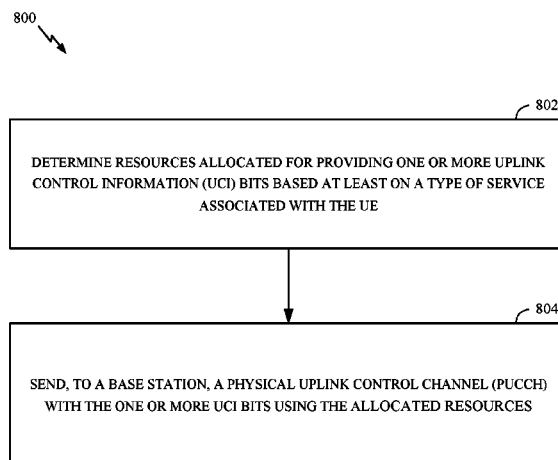 800
802
DETERMINE RESOURCES ALLOCATED FOR PROVIDING ONE OR MORE UPLINK
CONTROL INFORMATION (UCI) BITS BASED AT LEAST ON A TYPE OF SERVICE
ASSOCIATED WITH THE UE
804
SEND, TO A BASE STATION, A PHYSICAL UPLINK CONTROL CHANNEL (PUCCH)
WITH THE ONE OR MORE UCI BITS USING THE ALLOCATED RESOURCES